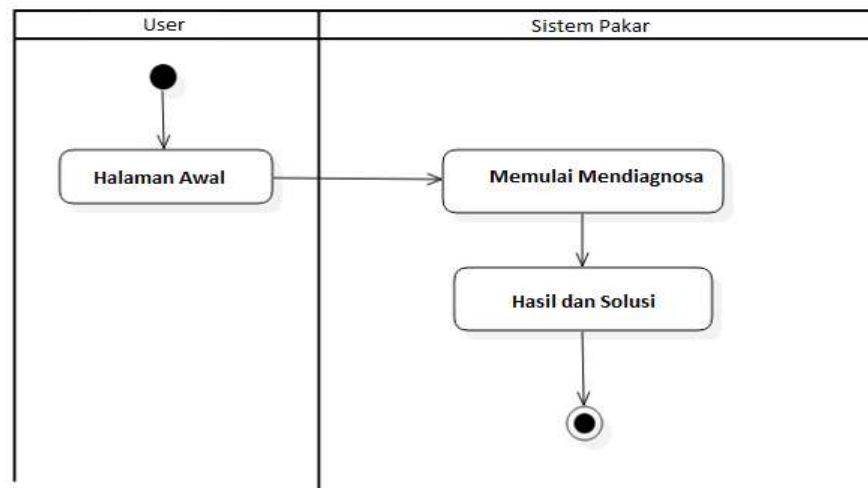 User
Sistem Pakar
Halaman Awal
Memulai Mendiagnosa
Hasil dan Solusi